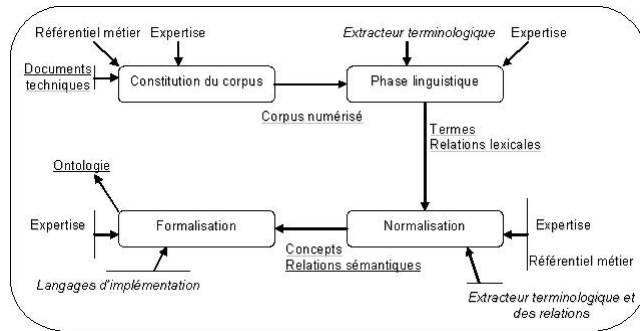 Référentiel métier Expertise
Extracteur terminologique Expertise
Documents
techniques
Constitution du corpus
Phase linguistique
Corpus numérisé
Termes
Relations lexicales
Ontologie
Expertise
Formalisation
Normalisation
Expertise
Référentiel métier
Concepts
Relations sémantiques
Langages d'implémentation
Extracteur terminologique et
des relations